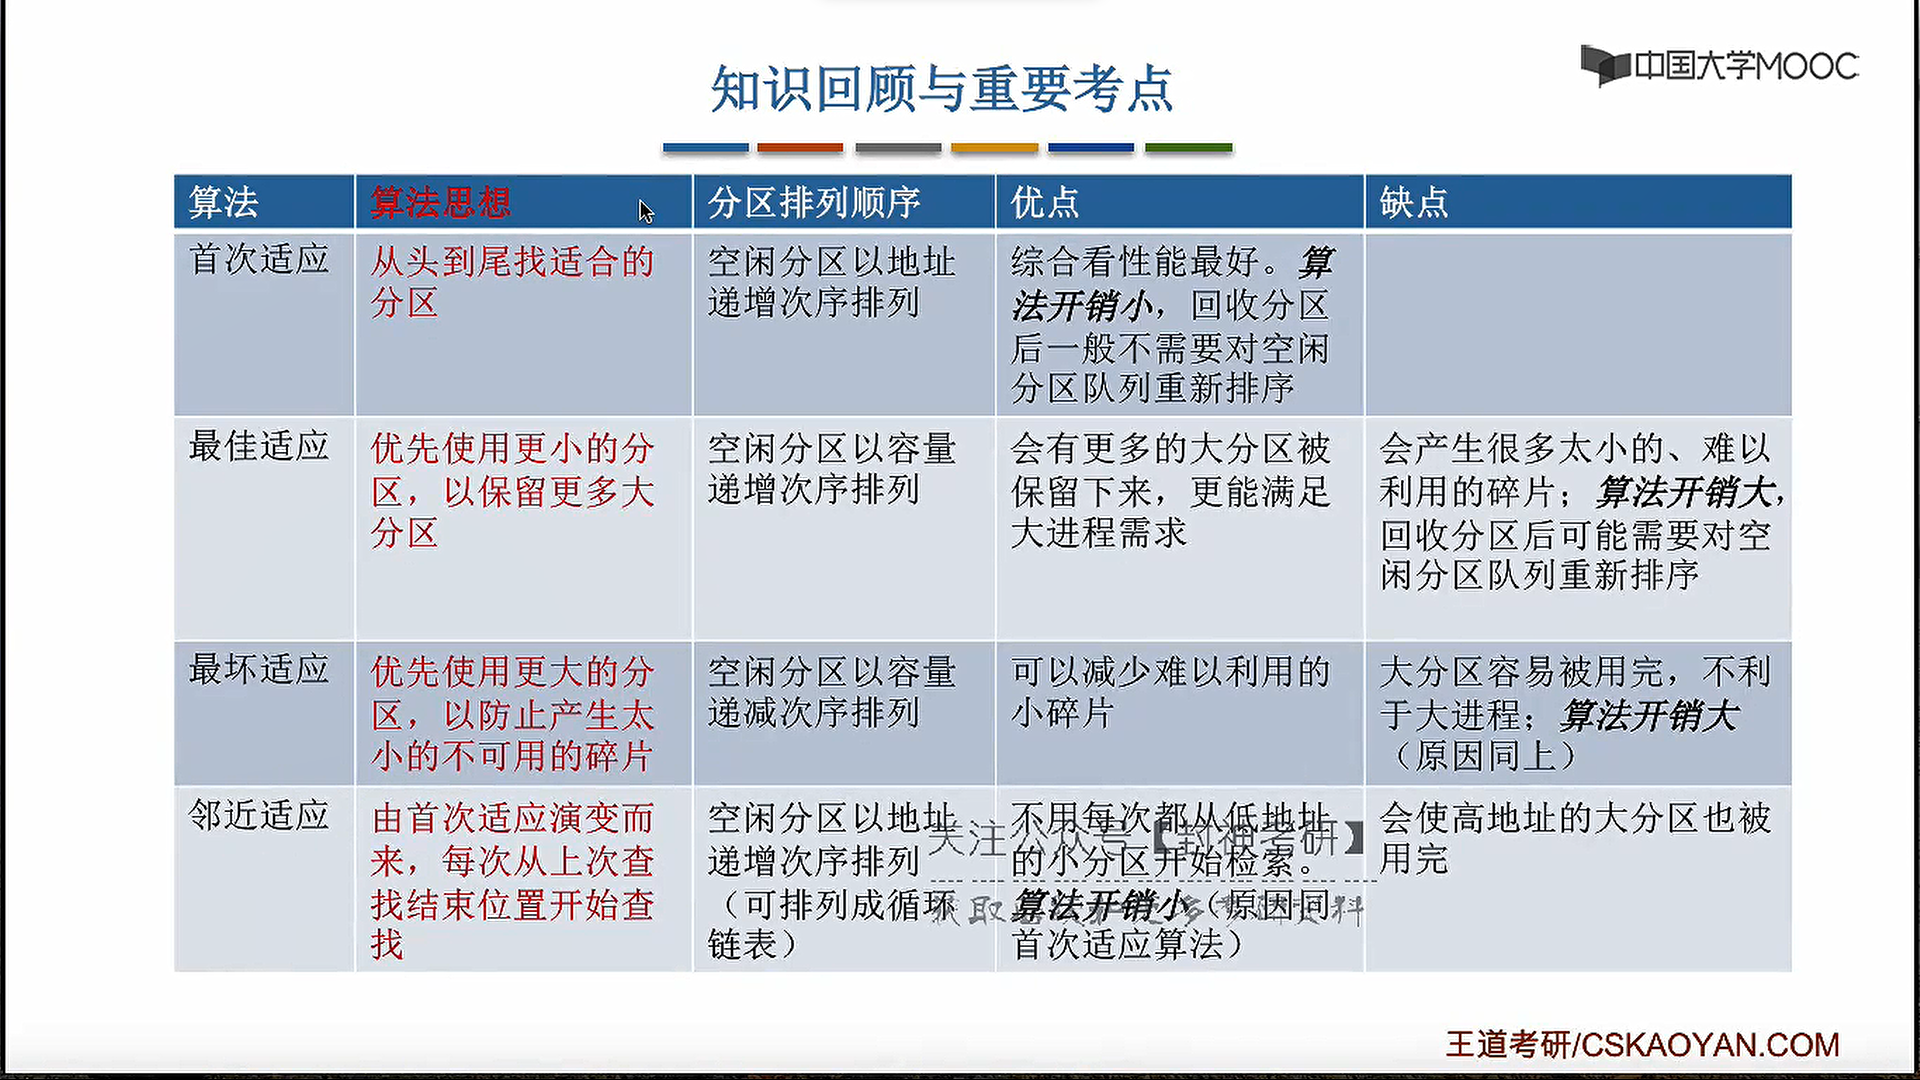 中国大学MOOC
知识回顾与重要考点
算法
算法思想
分区排列顺序
优点
缺点
首次适应
从头到尾找适合的
分区
空闲分区以地址
递增次序排列
综合看性能最好。算
法开销小，回收分区
后一般不需要对空闲
分区队列重新排序
最佳适应
优先使用更小的分
区，以保留更多大
分区
空闲分区以容量
递增次序排列
会有更多的大分区被
保留下来，更能满足
大进程需求
会产生很多太小的、难以
利用的碎片；算法开销大，
回收分区后可能需要对空
闲分区队列重新排序
最坏适应
优先使用更大的分
区，以防止产生太
小的不可用的碎片
空闲分区以容量
递减次序排列
可以减少难以利用的
小碎片
大分区容易被用完，不利
于大进程；算法开销大
（原因同上）
邻近适应
由首次适应演变而
来，每次从上次查
找结束位置开始查
找
空闲分区以地址
递增次序排列
（可排列成循环
链表）
不用每次都从低地址
的小分区开始检索。
算法开销小（原因同
首次适应算法）
会使高地址的大分区也被
用完
关注公众号【封神考研】
王道考研/CSKAOYAN.COM